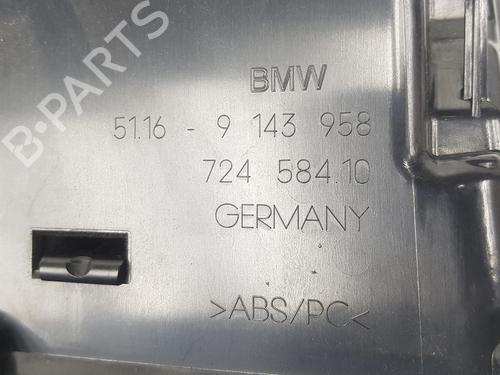 B-PARTS
BMW
51.16 - 9 143 958
724 584.10
GERMANY
>ABS/PC<